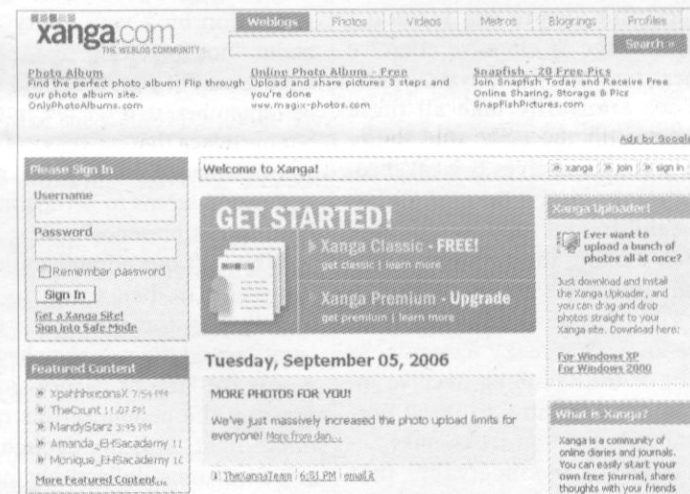 xanga.com
THE WEBLOG COMMUNITY
Weblogs Photos Videos Metros Blogrings Profiles
Search »
Photo Album
Find the perfect photo album! Flip through
our photo album site.
OnlyPhotoAlbums.com
Online Photo Album - Free
Upload and share pictures 3 steps and
you're done
www.magix-photos.com
Snapfish - 20 Free Pics
Join Snapfish Today and Receive Free
Online Sharing, Storage & Pics
SnapFishPictures.com
Ads by Google
Please Sign In
Username
Password
Remember password
Sign In
Get a Xanga Site!
Sign Into Safe Mode
Featured Content
» 7:54 PM
» TheCxunt 11:07 PM
» MandyStarz 3:45 PM
» Amanda_EHSacademy 11
» Monique_EHSacademy 10
More Featured Content...
Welcome to Xanga!
» xanga » join » sign in
GET STARTED!
Xanga Classic - FREE!
get classic | learn more
Xanga Premium - Upgrade
get premium | learn more
Tuesday, September 05, 2006
MORE PHOTOS FOR YOU!
We've just massively increased the photo upload limits for
everyone! More from dan...
TheXangaTeam | 6:51 PM | email it
Xanga Uploader!
Ever want to
upload a bunch of
photos all at once?
Just download and install
the Xanga Uploader, and
you can drag and drop
photos straight to your
Xanga site. Download here:
For Windows XP
For Windows 2000
What is Xanga?
Xanga is a community of
online diaries and journals.
You can easily start your
own free journal, share
thoughts with your friends